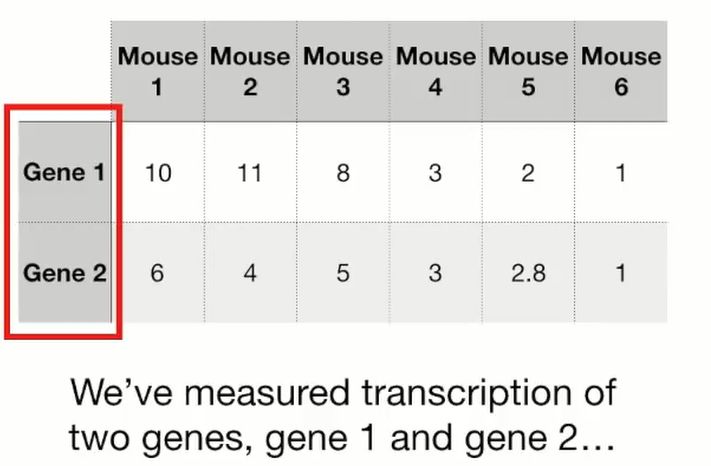 Mouse 1 Mouse 2 Mouse 3 Mouse 4 Mouse 5 Mouse 6
Gene 1 10 11 8 3 2 1
Gene 2 6 4 5 3 2.8 1
We've measured transcription of
two genes, gene 1 and gene 2…